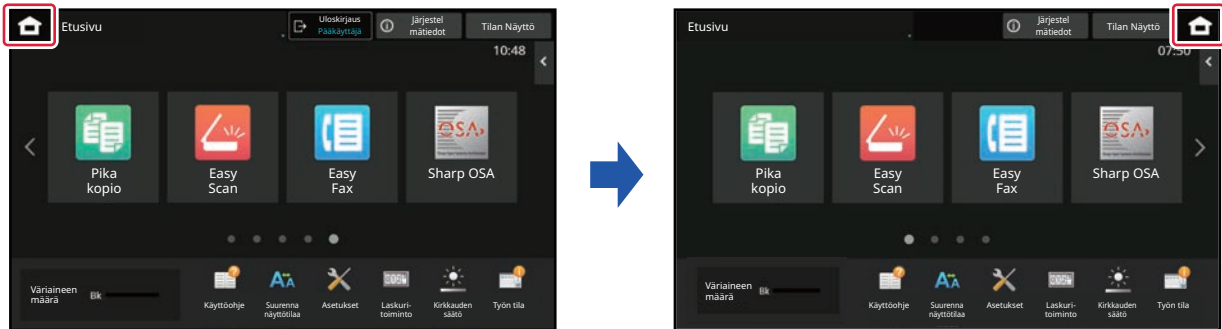 Etusivu
Uloskirjaus
Pääkäyttäjä
Järjestel
mätiedot
Tilan Näyttö
10:48
Pika
kopio
Easy
Scan
Easy
Fax
OSA
Sharp OSA
Väriaineen
määrä
Bk
Käyttöohje
Suurenna
näyttötilaa
Asetukset
Laskuri-
toiminto
Kirkkauden
säätö
Työn tila
Etusivu
Järjestel
mätiedot
Tilan Näyttö
07:50
Pika
kopio
Easy
Scan
Easy
Fax
OSA
Sharp OSA
Väriaineen
määrä
Bk
Käyttöohje
Suurenna
näyttötilaa
Asetukset
Laskuri-
toiminto
Kirkkauden
säätö
Työn tila